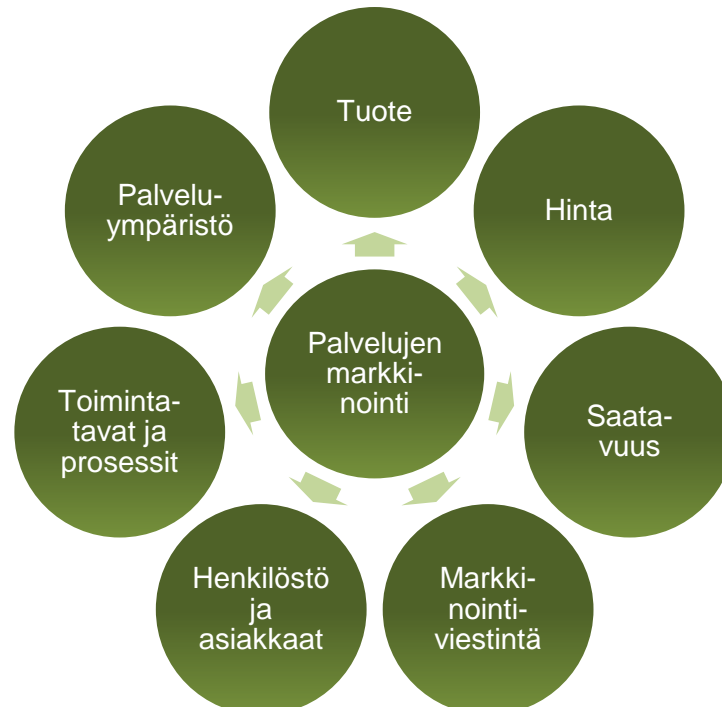 Tuote
Hinta
Saata-
vuus
Markki-
nointi-
viestintä
Henkilöstö
ja
asiakkaat
Toiminta-
tavat ja
prosessit
Palvelu-
ympäristö
Palvelujen
markki-
nointi